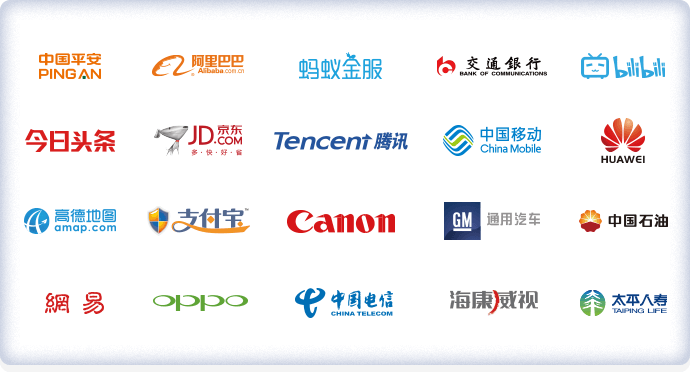 中国平安
PINGAN
阿里巴巴
Alibaba.com.cn
蚂蚁金服
交通銀行
BANK OF COMMUNICATIONS
bilibili
今日头条
JD.京东
.COM
多·快·好·省
Tencent 腾讯
中国移动
China Mobile
HUAWEI
高德地图
amap.com
支付宝™
Canon
GM
通用汽车
中国石油
網易
oppo
中国电信
CHINA TELECOM
海康威视
太平人寿
TAIPING LIFE